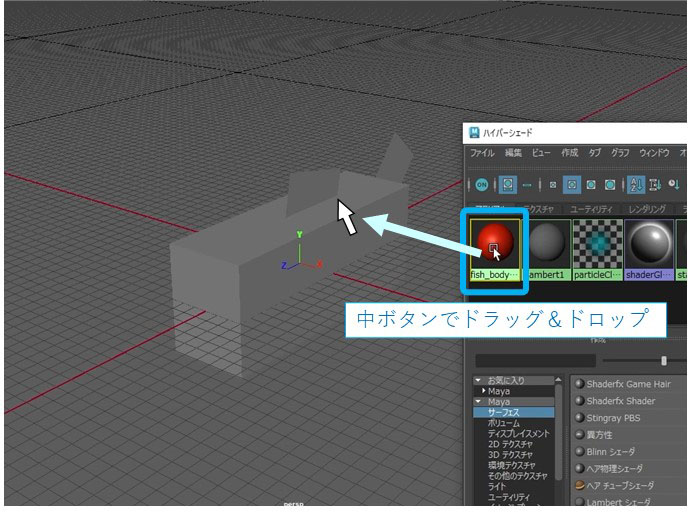 ハイパーシェード
ファイル 編集 ビュー 作成 タブ グラフ ウィンドウ
ON
テクスチャ ユーティリティ レンダリング
fish_body… lambert1 particleCl… shaderGl…
Y
Z X
中ボタンでドラッグ＆ドロップ
お気に入り
Maya
Maya
サーフェス
ボリューム
ディスプレイスメント
2D テクスチャ
3D テクスチャ
環境テクスチャ
その他のテクスチャ
ライト
ユーティリティ
Shaderfx Game Hair
Shaderfx Shader
Stingray PBS
異方性
Blinn シェーダ
ヘア物理シェーダ
ヘア チューブシェーダ
Lambert シェーダ
persp